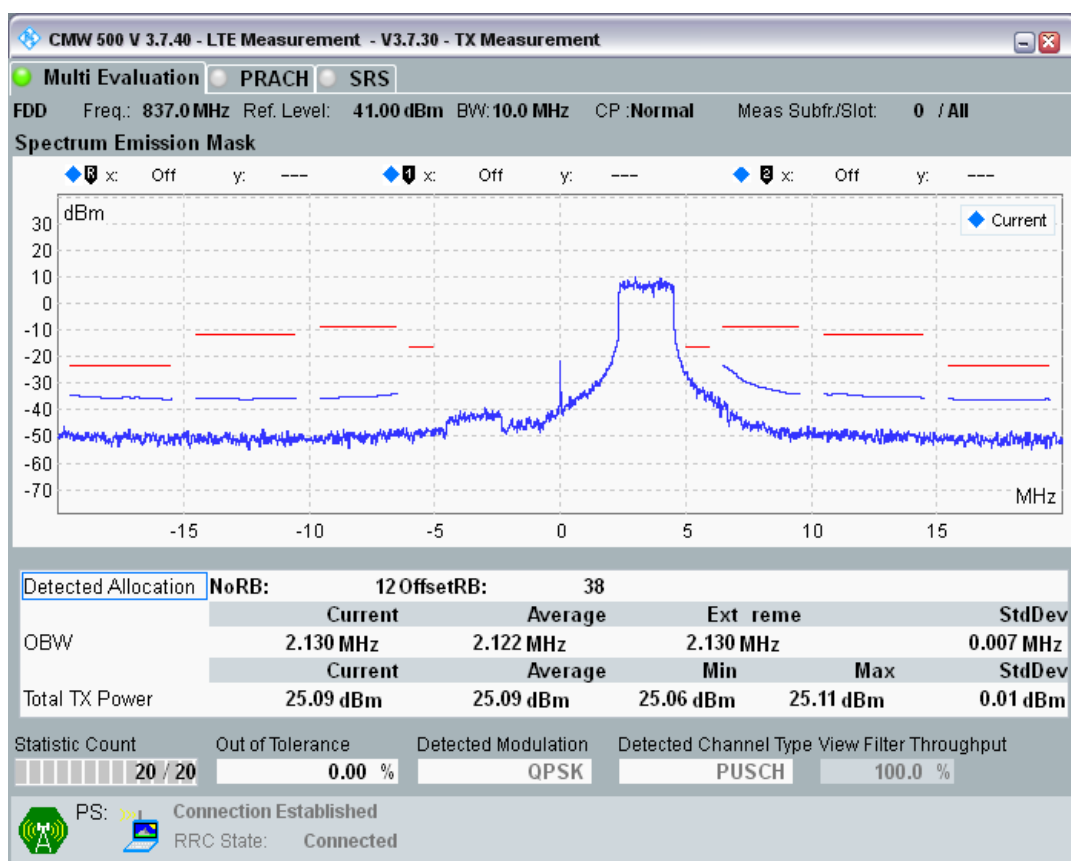 CMW 500 V 3.7.40 - LTE Measurement - V3.7.30 - TX Measurement
Multi Evaluation PRACH SRS
FDD Freq.: 837.0 MHz Ref. Level: 41.00 dBm BW: 10.0 MHz CP :Normal Meas Subfr./Slot: 0 / All
Spectrum Emission Mask
R x: Off y: --- 1 x: Off y: --- 2 x: Off y: ---
dBm
Current
30
20
10
0
-10
-20
-30
-40
-50
-60
-70
MHz
-15 -10 -5 0 5 10 15
Detected Allocation NoRB: 12 OffsetRB: 38
Current Average Ext reme StdDev
OBW 2.130 MHz 2.122 MHz 2.130 MHz 0.007 MHz
Current Average Min Max StdDev
Total TX Power 25.09 dBm 25.09 dBm 25.06 dBm 25.11 dBm 0.01 dBm
Statistic Count Out of Tolerance Detected Modulation Detected Channel Type View Filter Throughput
20 / 20 0.00 % QPSK PUSCH 100.0 %
PS: Connection Established
RRC State: Connected